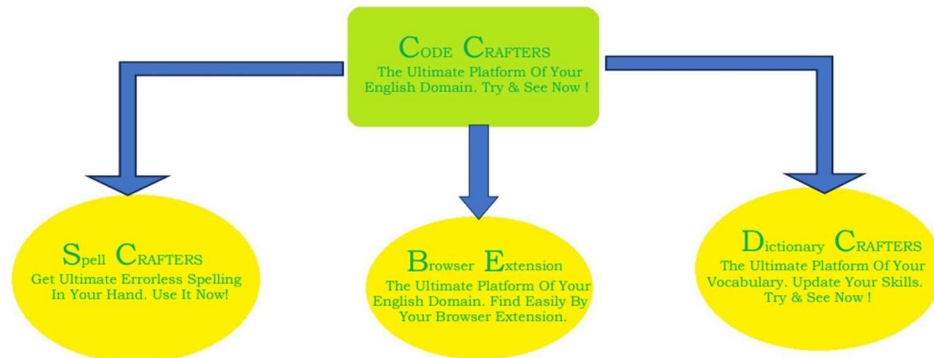 CODE CRAFTERS
The Ultimate Platform Of Your
English Domain. Try & See Now !
Spell CRAFTERS
Get Ultimate Errorless Spelling
In Your Hand. Use It Now!
Browser Extension
The Ultimate Platform Of Your
English Domain. Find Easily By
Your Browser Extension.
Dictionary CRAFTERS
The Ultimate Platform Of Your
Vocabulary. Update Your Skills.
Try & See Now !